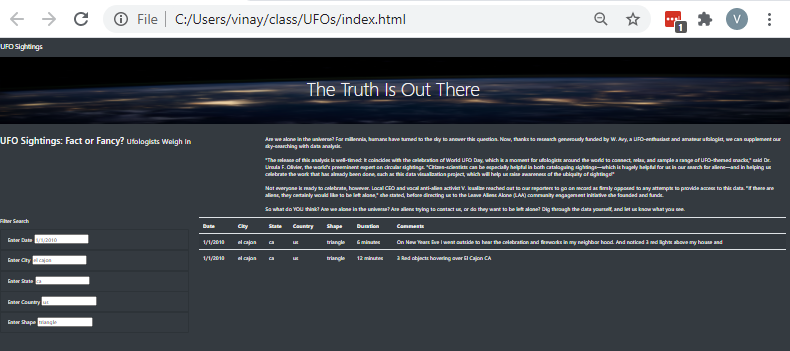 File | C:/Users/vinay/class/UFOs/index.html
1
V
UFO Sightings
The Truth Is Out There
UFO Sightings: Fact or Fancy? Ufologists Weigh In
Are we alone in the universe? For millennia, humans have turned to the sky to answer this question. Now, thanks to research generously funded by W. Avy, a UFO-enthusiast and amateur ufologist, we can supplement our
sky-searching with data analysis.
"The release of this analysis is well-timed: it coincides with the celebration of World UFO Day, which is a moment for ufologists around the world to connect, relax, and sample a range of UFO-themed snacks," said Dr.
Ursula F. Olivier, the world's preeminent expert on circular sightings. "Citizen-scientists can be especially helpful in both cataloguing sightings—which is hugely helpful for us in our search for aliens—and in helping us
celebrate the work that has already been done, such as this data visualization project, which will help us raise awareness of the ubiquity of sightings!"
Not everyone is ready to celebrate, however. Local CEO and vocal anti-alien activist V. Isualize reached out to our reporters to go on record as firmly opposed to any attempts to provide access to this data. "If there are
aliens, they certainly would like to be left alone," she stated, before directing us to the Leave Aliens Alone (LAA) community engagement initiative she founded and funds.
So what do YOU think? Are we alone in the universe? Are aliens trying to contact us, or do they want to be left alone? Dig through the data yourself, and let us know what you see.
Filter Search
Enter Date 1/1/2010
Enter City el cajon
Enter State ca
Enter Country us
Enter Shape triangle
Date City State Country Shape Duration Comments
1/1/2010 el cajon ca us triangle 6 minutes On New Years Eve I went outside to hear the celebration and fireworks in my neighbor hood. And noticed 3 red lights above my house and
1/1/2010 el cajon ca us triangle 12 minutes 3 Red objects hovering over El Cajon CA